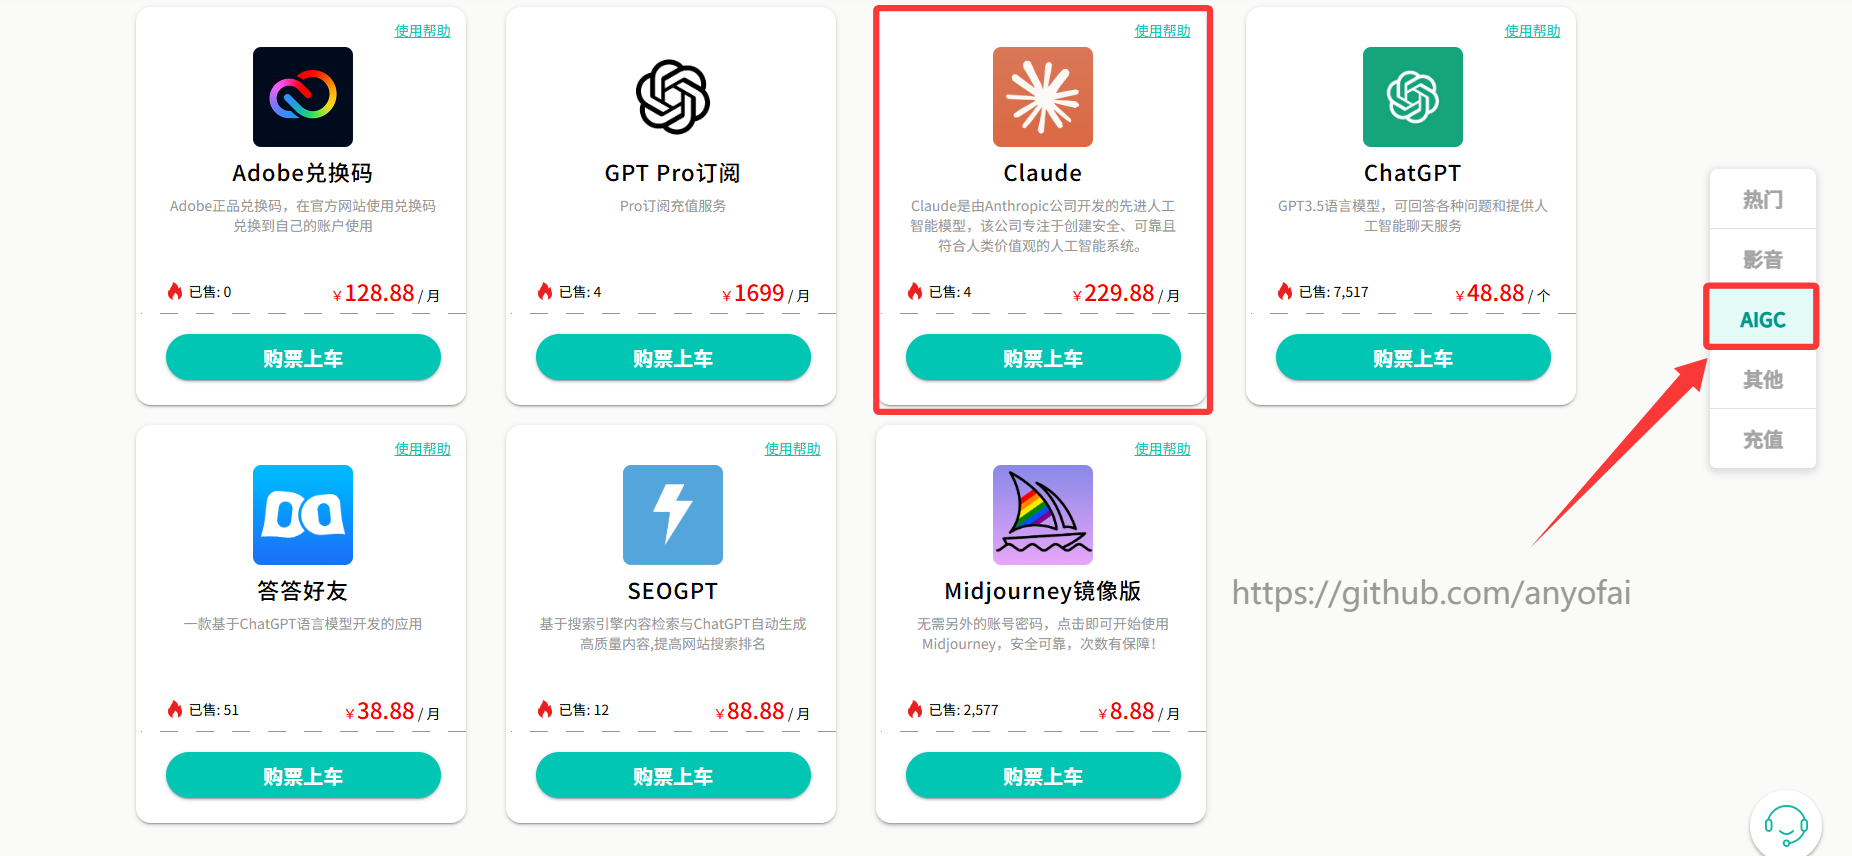 使用帮助
Adobe兑换码
Adobe正品兑换码，在官方网站使用兑换码
兑换到自己的账户使用
已售: 0
￥128.88 / 月
购票上车
GPT Pro订阅
Pro订阅充值服务
已售: 4
￥1699 / 月
购票上车
使用帮助
Claude
Claude是由Anthropic公司开发的先进人工
智能模型，该公司专注于创建安全、可靠且
符合人类价值观的人工智能系统。
已售: 4
￥229.88 / 月
购票上车
使用帮助
ChatGPT
GPT3.5语言模型，可回答各种问题和提供人
工智能聊天服务
已售: 7,517
￥48.88 / 个
购票上车
使用帮助
答答好友
一款基于ChatGPT语言模型开发的应用
已售: 51
￥38.88 / 月
购票上车
使用帮助
SEOGPT
基于搜索引擎内容检索与ChatGPT自动生成
高质量内容,提高网站搜索排名
已售: 12
￥88.88 / 月
购票上车
使用帮助
Midjourney镜像版
无需另外的账号密码，点击即可开始使用
Midjourney，安全可靠，次数有保障！
已售: 2,577
￥8.88 / 月
购票上车
热门
影音
AIGC
其他
充值
https://github.com/anyofai